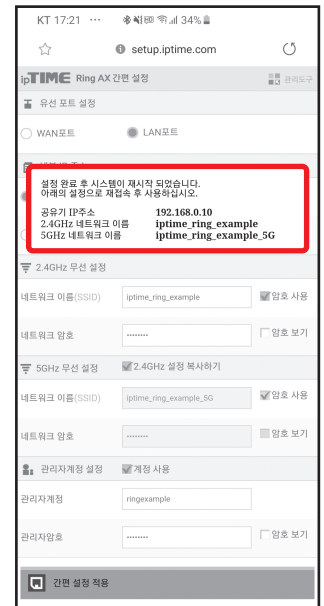 KT 17:21 ··· 34%
setup.iptime.com
ipTIME Ring AX 간편 설정 관리도구
유선 포트 설정
WAN포트 LAN포트
설정 완료 후 시스템이 재시작 되었습니다.
아래의 설정으로 재접속 후 사용하십시오.
공유기 IP주소 192.168.0.10
2.4GHz 네트워크 이름 iptime_ring_example
5GHz 네트워크 이름 iptime_ring_example_5G
2.4GHz 무선 설정
네트워크 이름(SSID) iptime_ring_example 암호 사용
네트워크 암호 ········ 암호 보기
5GHz 무선 설정 2.4GHz 설정 복사하기
네트워크 이름(SSID) iptime_ring_example_5G 암호 사용
네트워크 암호 ········ 암호 보기
관리자계정 설정 계정 사용
관리자계정 ringexample
관리자암호 ········ 암호 보기
간편 설정 적용